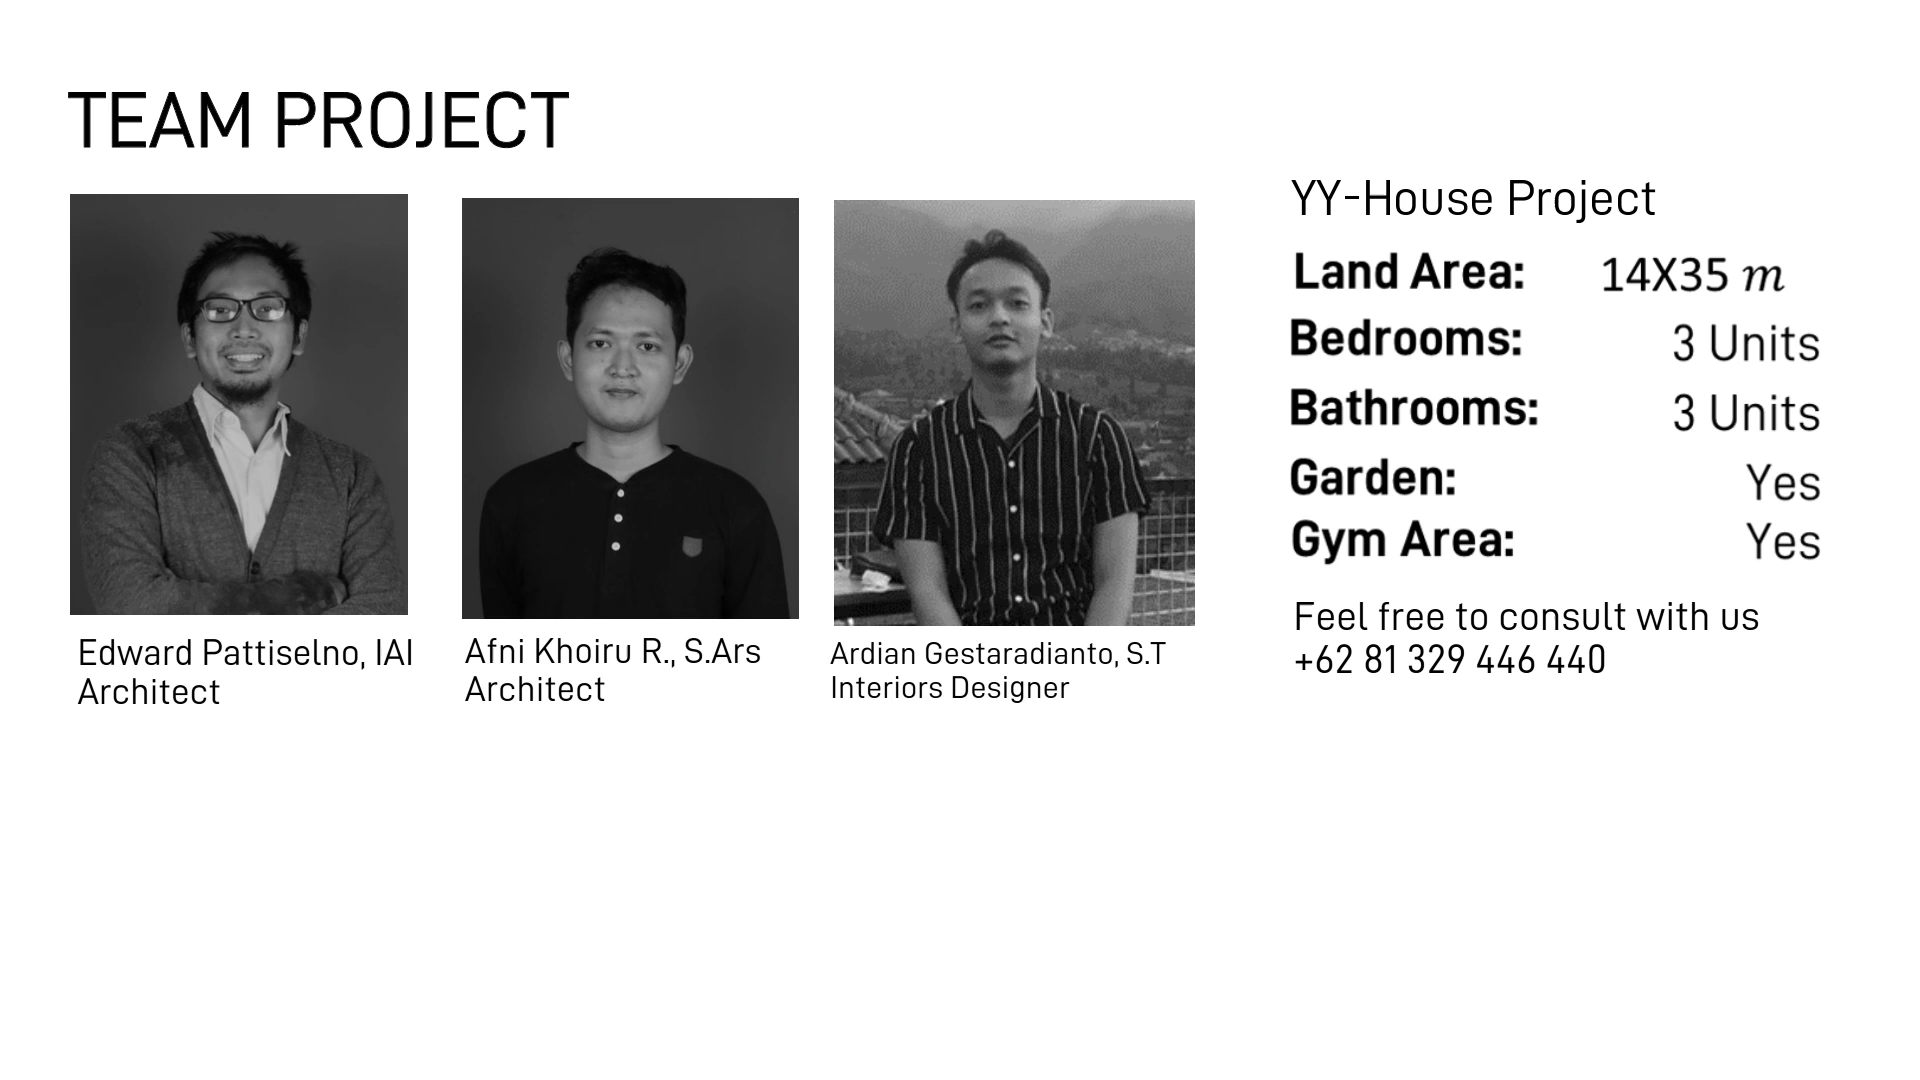 TEAM PROJECT
Edward Pattiselno, IAI
Architect
Afni Khoiru R., S.Ars
Architect
Ardian Gestaradianto, S.T
Interiors Designer
YY-House Project
Land Area: 14X35 m
Bedrooms: 3 Units
Bathrooms: 3 Units
Garden: Yes
Gym Area: Yes
Feel free to consult with us
+62 81 329 446 440